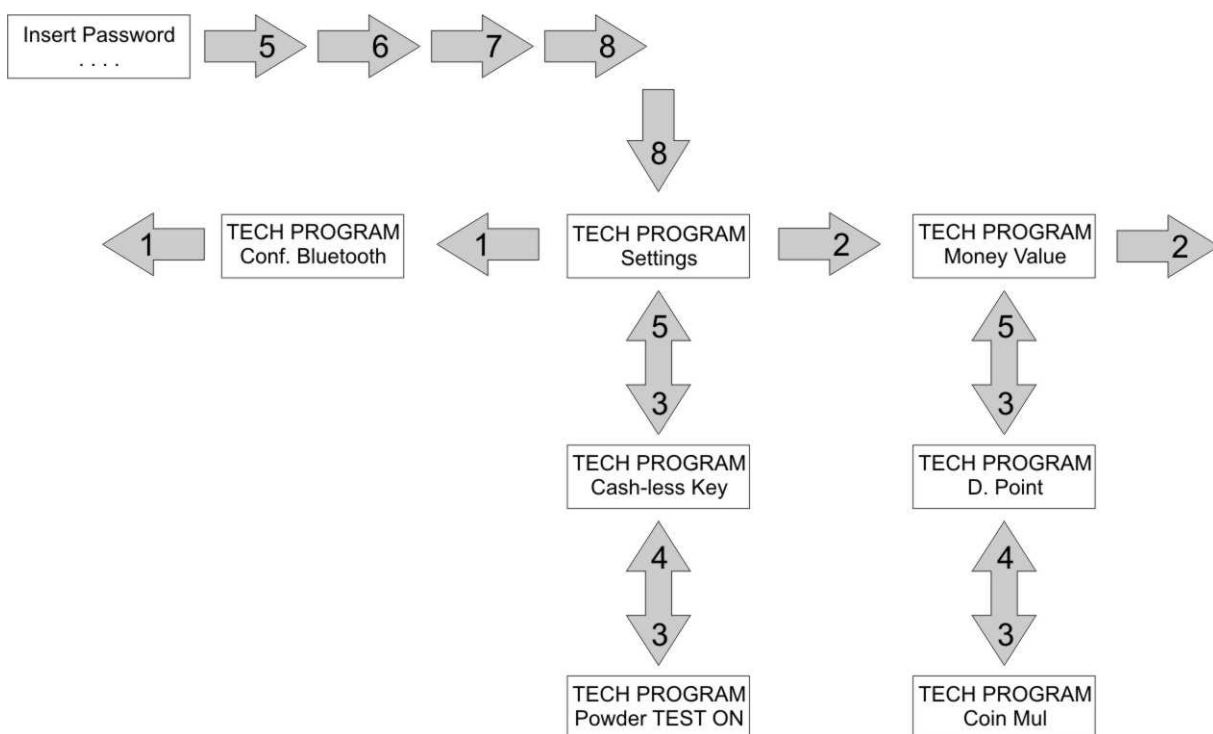 Insert Password
. . . .
5
6
7
8
8
1
TECH PROGRAM
Conf. Bluetooth
1
TECH PROGRAM
Settings
2
TECH PROGRAM
Money Value
2
5
3
5
3
TECH PROGRAM
Cash-less Key
TECH PROGRAM
D. Point
4
3
4
3
TECH PROGRAM
Powder TEST ON
TECH PROGRAM
Coin Mul